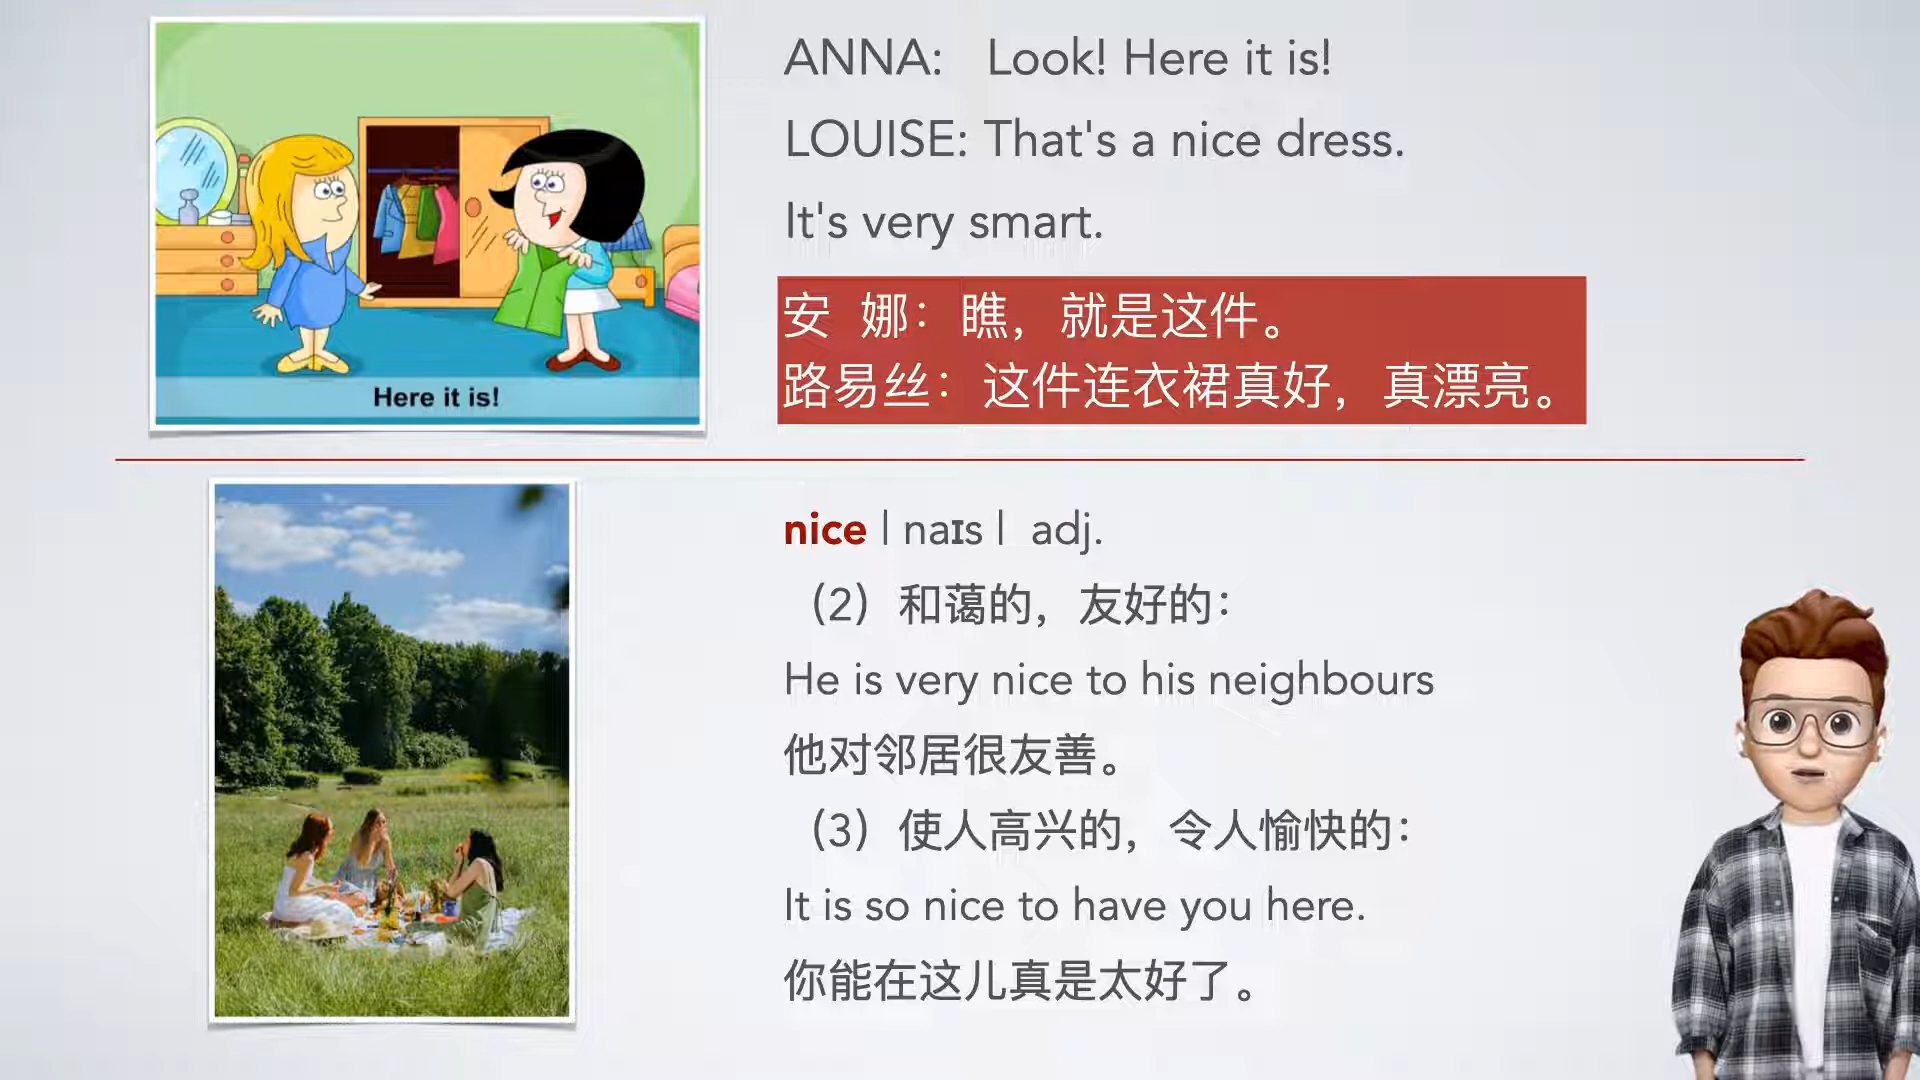 ANNA: Look! Here it is!
LOUISE: That's a nice dress.
It's very smart.
安 娜：瞧，就是这件。
路易丝：这件连衣裙真好，真漂亮。
Here it is!
nice | naɪs | adj.
（2）和蔼的，友好的：
He is very nice to his neighbours
他对邻居很友善。
（3）使人高兴的，令人愉快的：
It is so nice to have you here.
你能在这儿真是太好了。